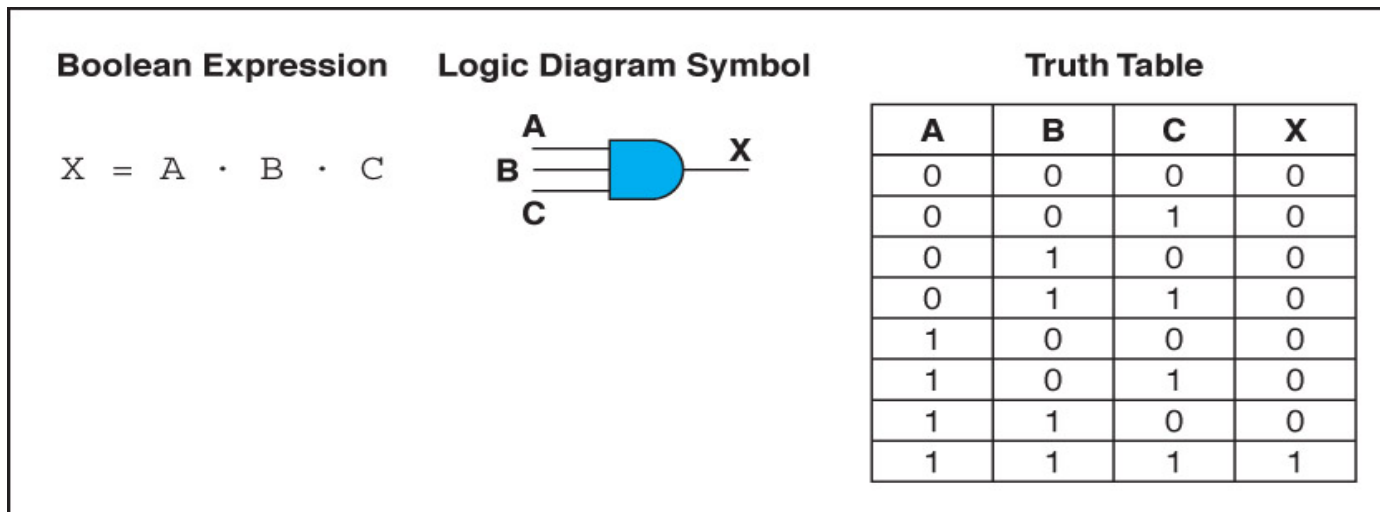 Boolean Expression Logic Diagram Symbol Truth Table
X = A · B · C
A
B
C
X
A B C X
0 0 0 0
0 0 1 0
0 1 0 0
0 1 1 0
1 0 0 0
1 0 1 0
1 1 0 0
1 1 1 1